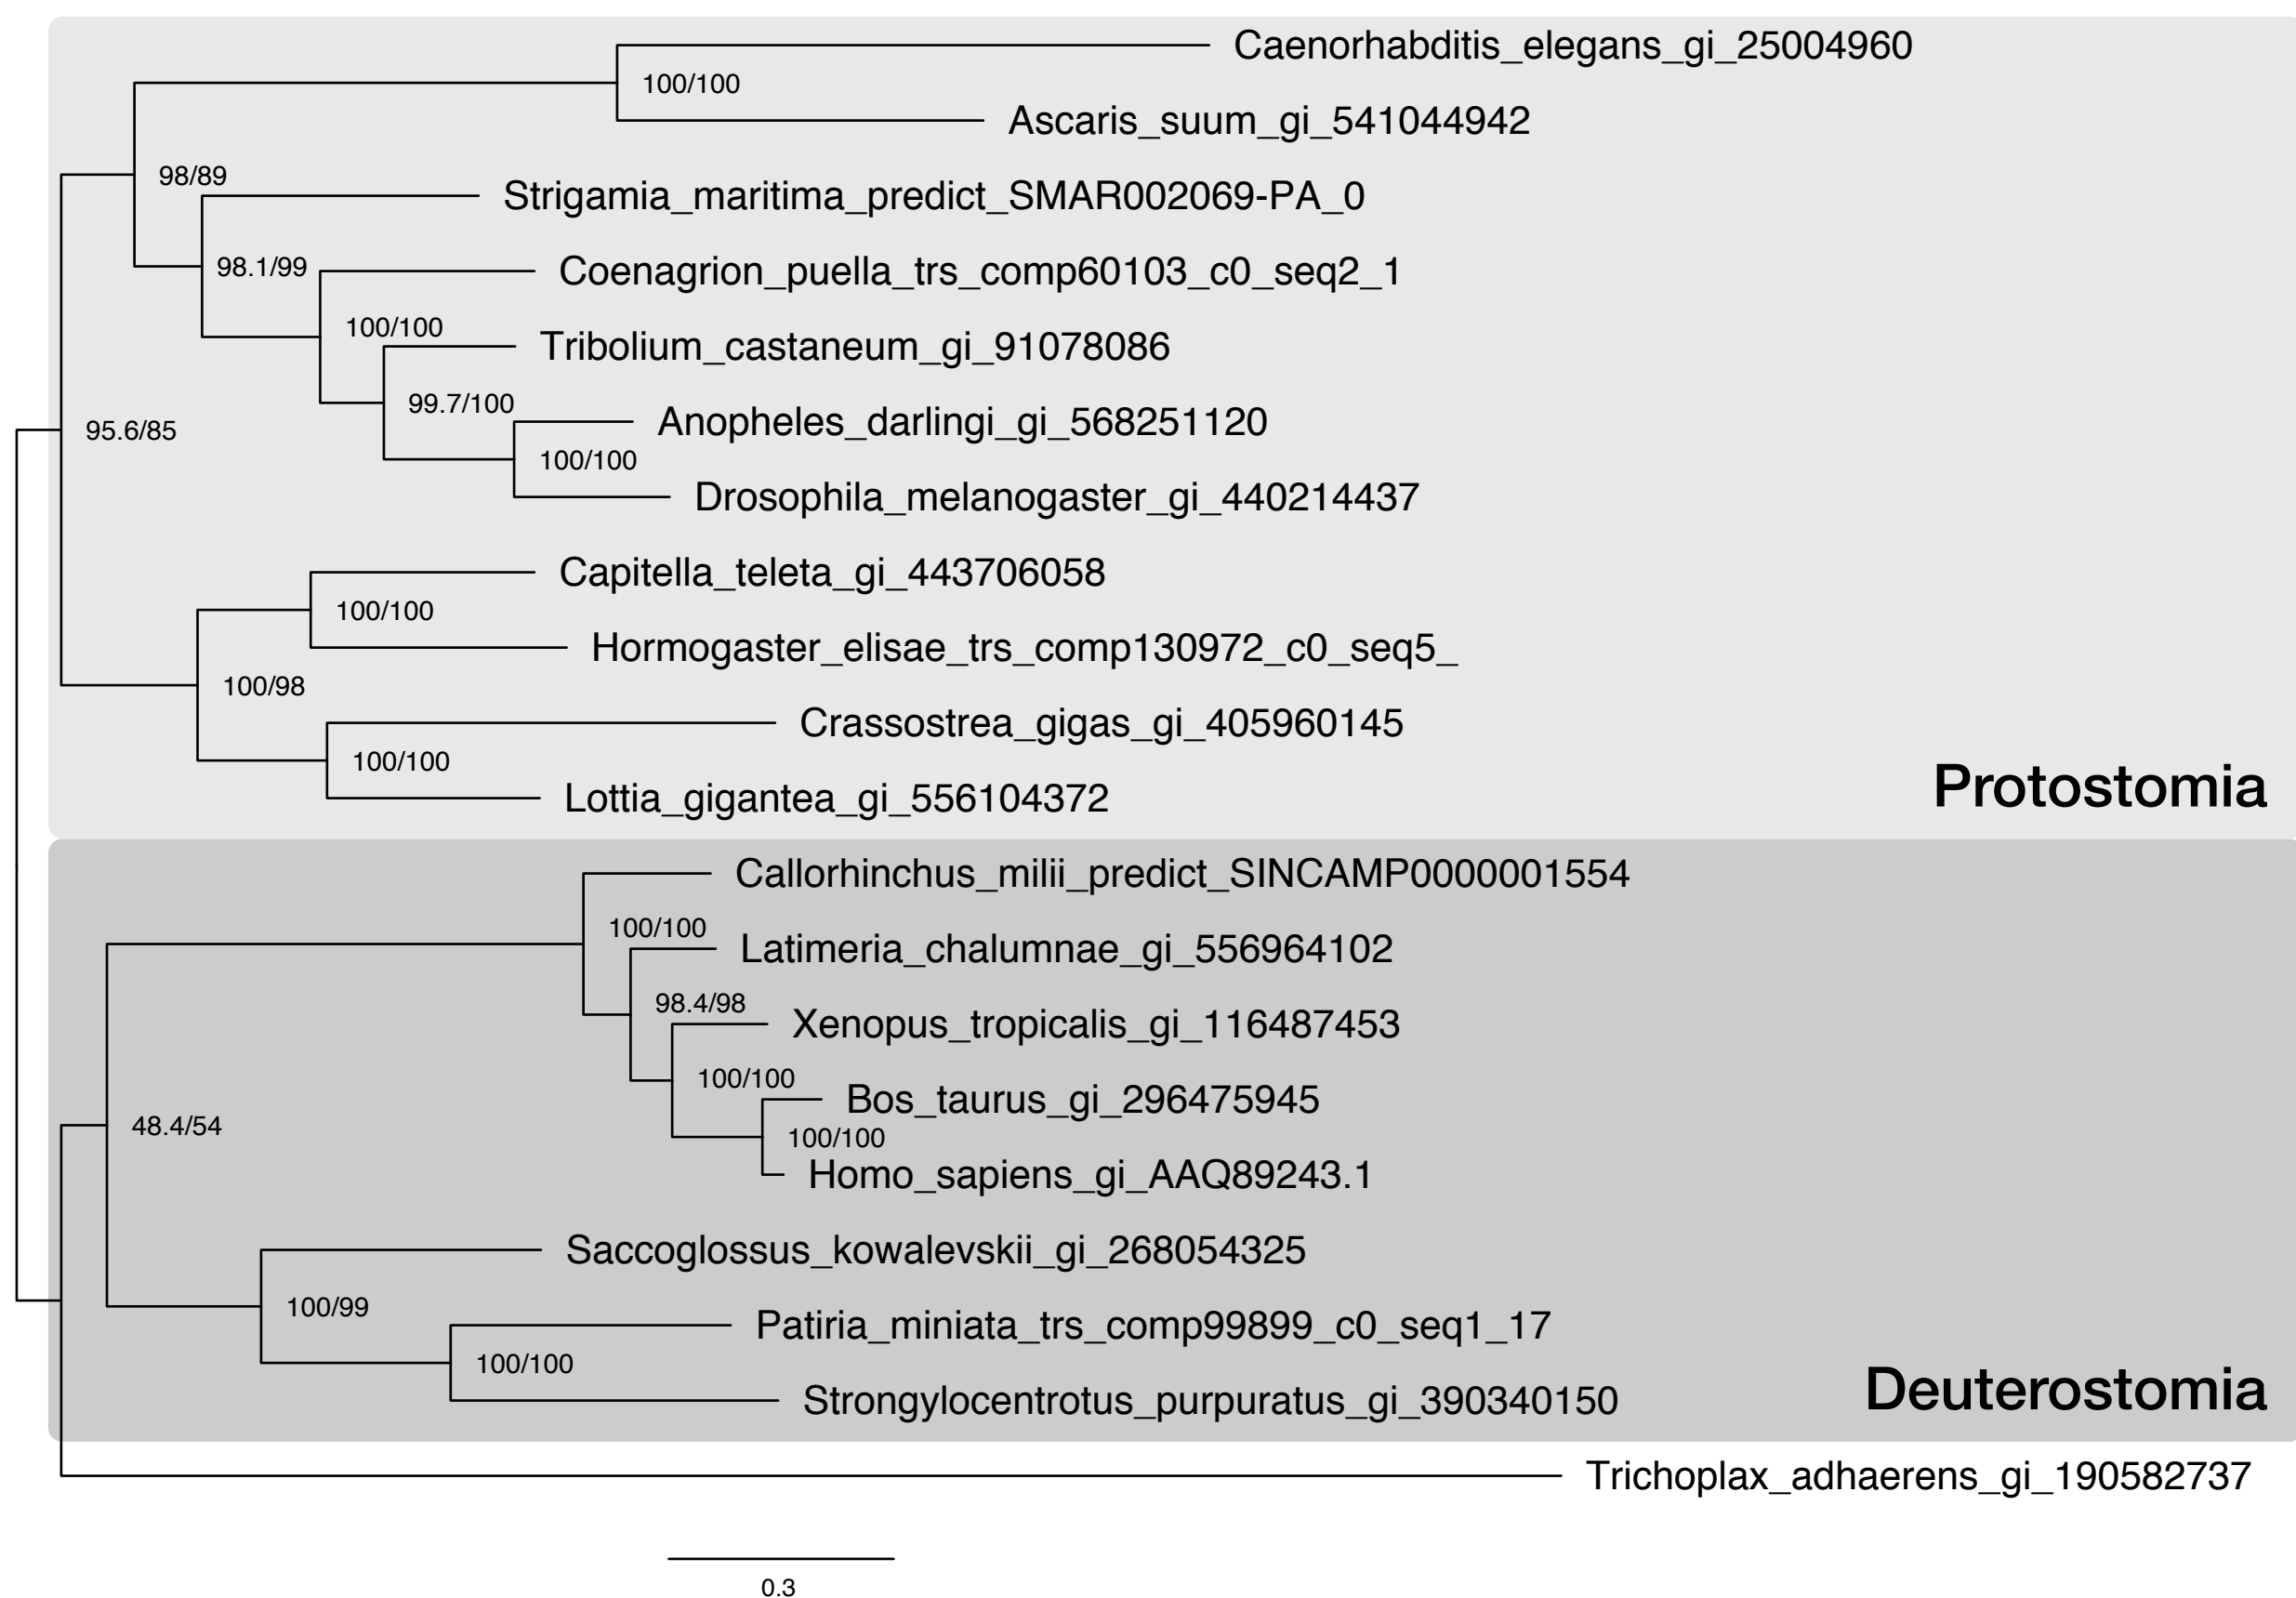 Caenorhabditis_elegans_gi_25004960
100/100
Ascaris_suum_gi_541044942
98/89
Strigamia_maritima_predict_SMAR002069-PA_0
98.1/99
Coenagrion_puella_trs_comp60103_c0_seq2_1
100/100
Tribolium_castaneum_gi_91078086
99.7/100
Anopheles_darlingi_gi_568251120
95.6/85
100/100
Drosophila_melanogaster_gi_440214437
Capitella_teleta_gi_443706058
100/100
Hormogaster_elisae_trs_comp130972_c0_seq5_
100/98
Crassostrea_gigas_gi_405960145
100/100
Lottia_gigantea_gi_556104372
Protostomia
Callorhinchus_milii_predict_SINCAMP0000001554
100/100
Latimeria_chalumnae_gi_556964102
98.4/98
Xenopus_tropicalis_gi_116487453
100/100
Bos_taurus_gi_296475945
48.4/54
100/100
Homo_sapiens_gi_AAQ89243.1
Saccoglossus_kowalevskii_gi_268054325
100/99
Patiria_miniata_trs_comp99899_c0_seq1_17
100/100
Strongylocentrotus_purpuratus_gi_390340150
Deuterostomia
Trichoplax_adhaerens_gi_190582737
0.3